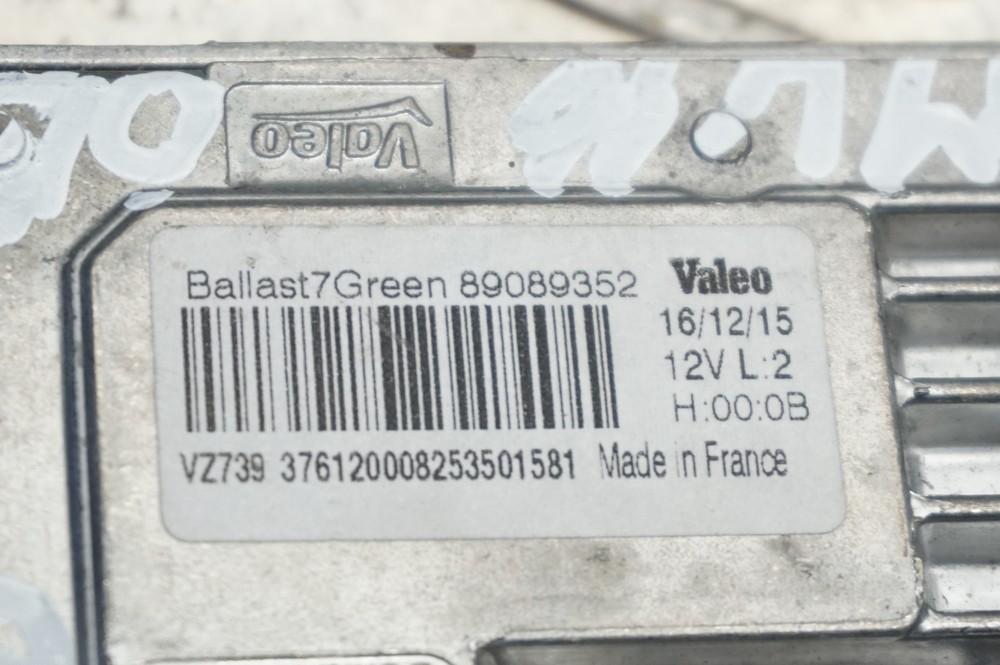 Valeo
Ballast7Green 89089352
Valeo
16/12/15
12V L:2
H:00:0B
VZ739 376120008253501581 Made in France